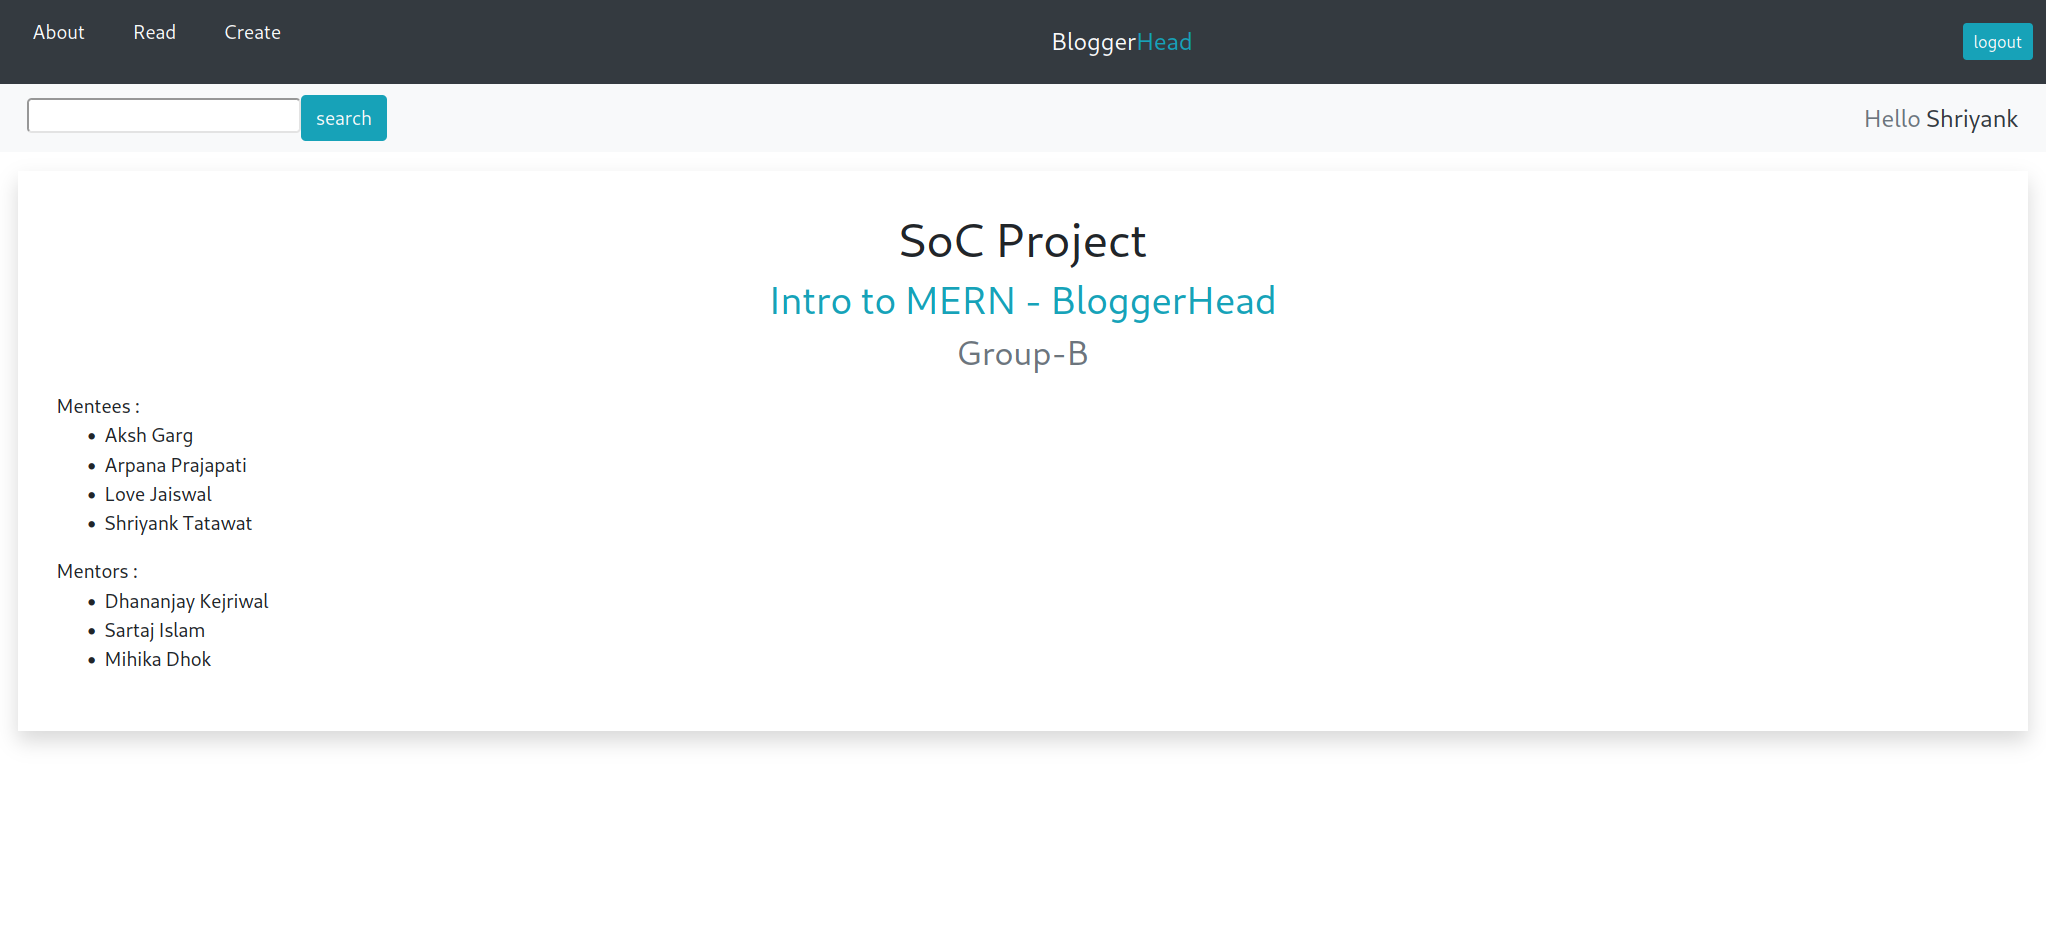 About Read Create BloggerHead logout
search Hello Shriyank
SoC Project
Intro to MERN - BloggerHead
Group-B
Mentees :
• Aksh Garg
• Arpana Prajapati
• Love Jaiswal
• Shriyank Tatawat
Mentors :
• Dhananjay Kejriwal
• Sartaj Islam
• Mihika Dhok